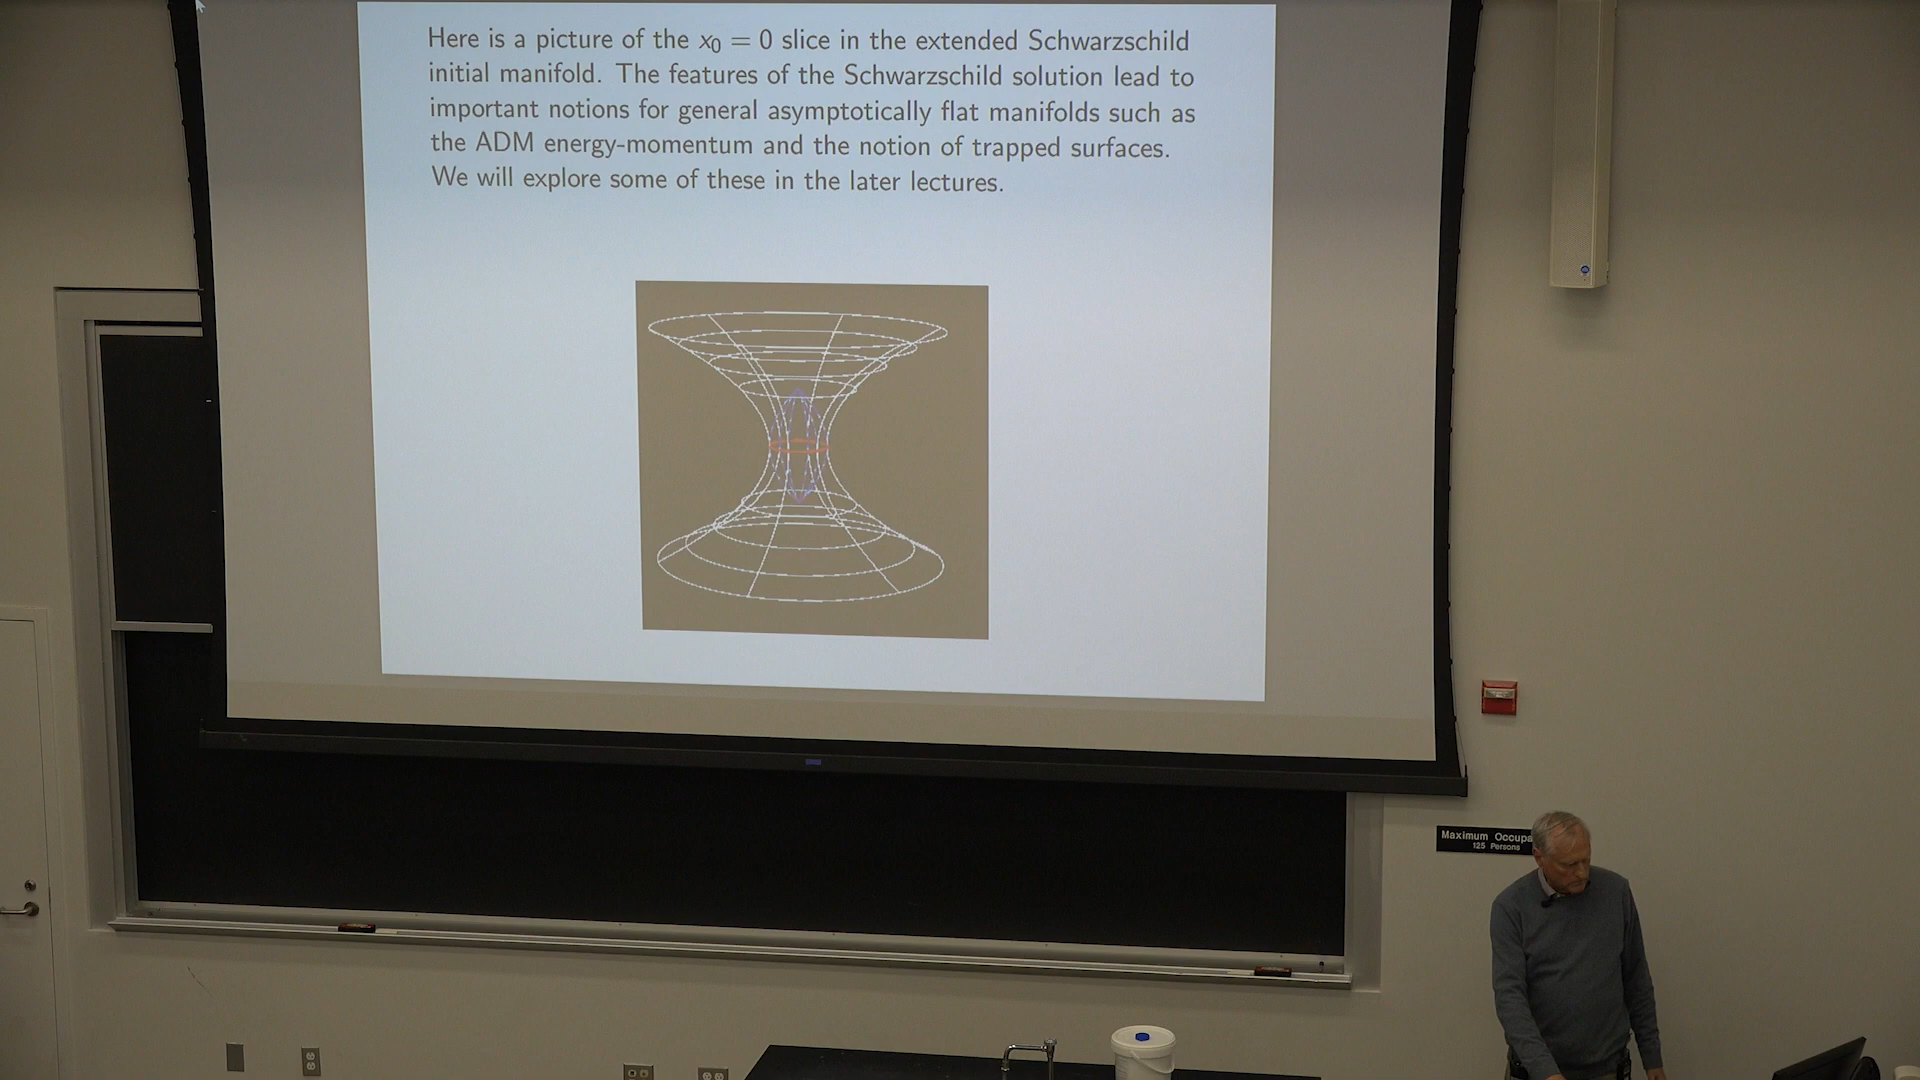 Here is a picture of the x₀ = 0 slice in the extended Schwarzschild
initial manifold. The features of the Schwarzschild solution lead to
important notions for general asymptotically flat manifolds such as
the ADM energy-momentum and the notion of trapped surfaces.
We will explore some of these in the later lectures.
Maximum Occupa
125 Persons